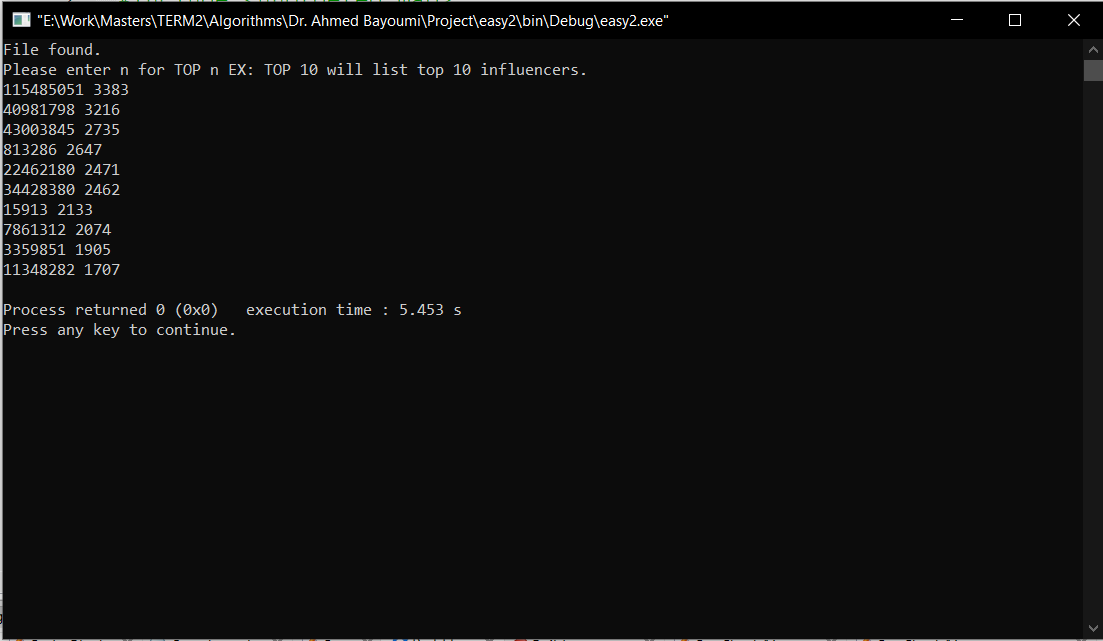 "E:\Work\Masters\TERM2\Algorithms\Dr. Ahmed Bayoumi\Project\easy2\bin\Debug\easy2.exe"
File found.
Please enter n for TOP n EX: TOP 10 will list top 10 influencers.
115485051 3383
40981798 3216
43003845 2735
813286 2647
22462180 2471
34428380 2462
15913 2133
7861312 2074
3359851 1905
11348282 1707
Process returned 0 (0x0)   execution time : 5.453 s
Press any key to continue.